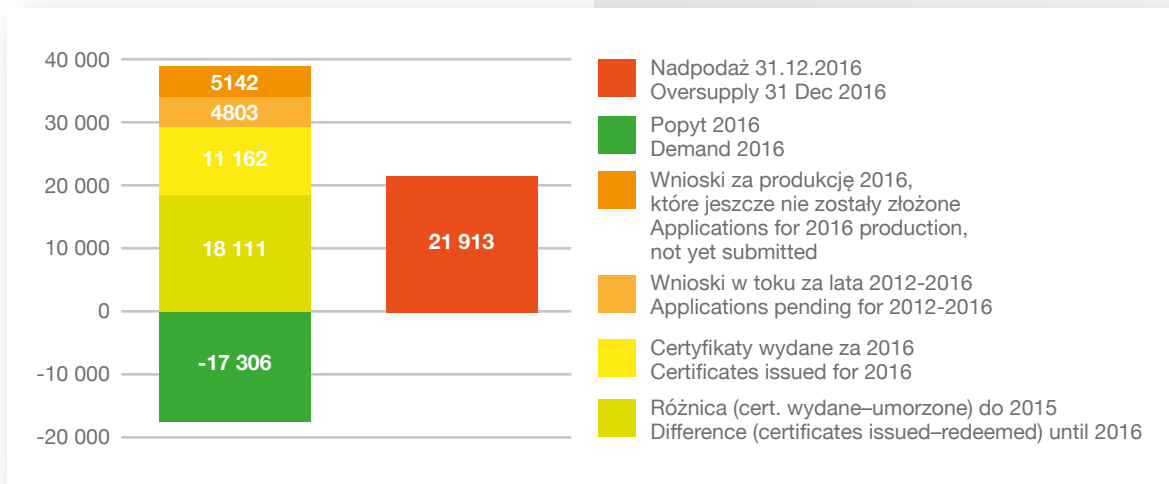 40 000
30 000
20 000
10 000
0
-10 000
-20 000
5142
4803
11 162
18 111
-17 306
21 913
Nadpodaż 31.12.2016
Oversupply 31 Dec 2016
Popyt 2016
Demand 2016
Wnioski za produkcję 2016,
które jeszcze nie zostały złożone
Applications for 2016 production,
not yet submitted
Wnioski w toku za lata 2012-2016
Applications pending for 2012-2016
Certyfikaty wydane za 2016
Certificates issued for 2016
Różnica (cert. wydane–umorzone) do 2015
Difference (certificates issued–redeemed) until 2016